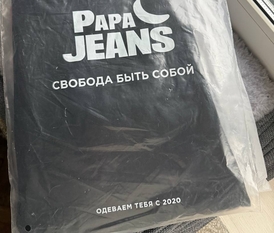 PAPA
JEANS
СВОБОДА БЫТЬ СОБОЙ
ОДЕВАЕМ ТЕБЯ С 2020